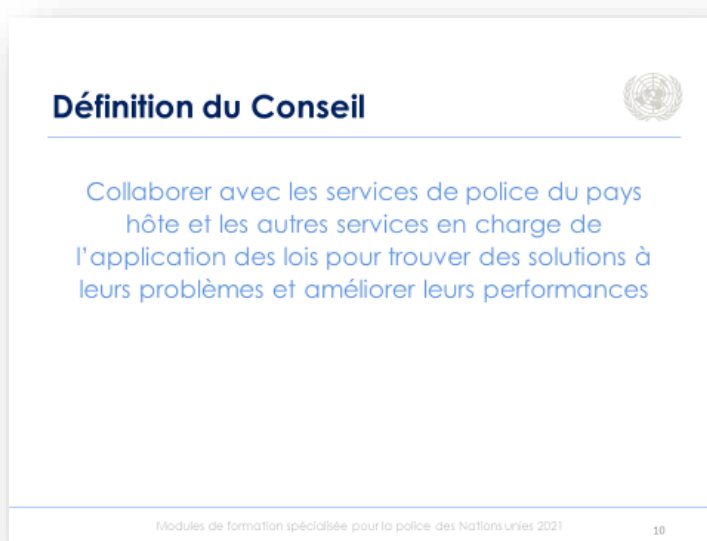 Définition du Conseil
Collaborer avec les services de police du pays
hôte et les autres services en charge de
l'application des lois pour trouver des solutions à
leurs problèmes et améliorer leurs performances
Modules de formation spécialisée pour la police des Nations unies 2021
10